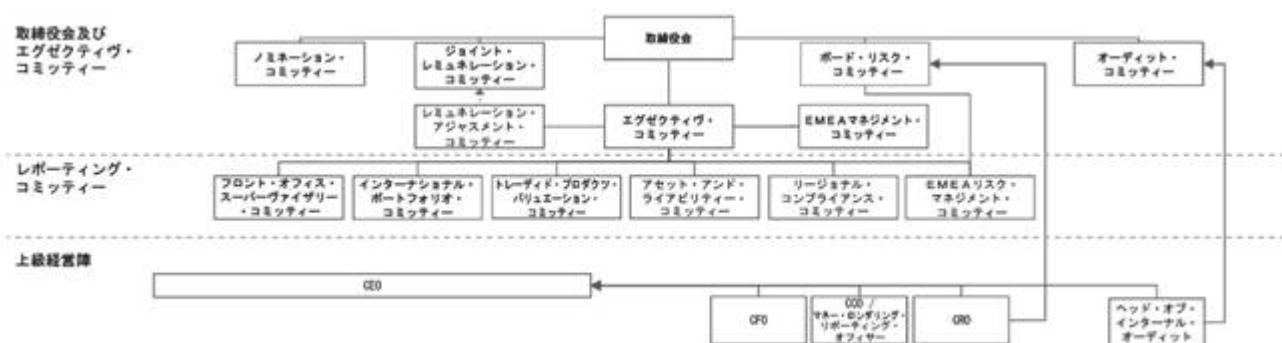 取締役会及び
エグゼクティヴ・
コミッティー
取締役会
ノミネーション・
コミッティー
ジョイント・
レミュネレーション・
コミッティー
ボード・リスク・
コミッティー
オーディット・
コミッティー
レミュネレーション・
アジャスメント・
コミッティー
エグゼクティヴ・
コミッティー
EMEAマネジメント・
コミッティー
レポーティング・
コミッティー
フロント・オフィス・
スーパーヴァイザリー
・コミッティー
インターナショナル・
ポートフォリオ・
コミッティー
トレーディド・プロダクツ・
バリュエーション・
コミッティー
アセット・アンド・
ライアビリティー・
コミッティー
リージョナル・
コンプライアンス・
コミッティー
EMEAリスク・
マネジメント・
コミッティー
上級経営陣
CEO
CFO
CCO /
マネー・ロンダリング・
リポーティング・
オフィサー
CRO
ヘッド・オブ・
インターナル・
オーディット